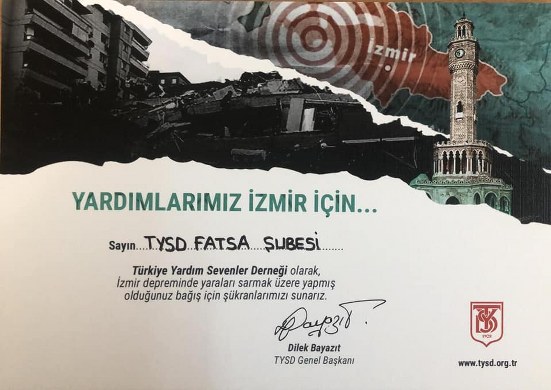 izmir
YARDIMLARIMIZ İZMİR İÇİN...
Sayın....TYSD FATSA ŞUBESİ.......
Türkiye Yardım Sevenler Derneği olarak,
İzmir depreminde yaraları sarmak üzere yapmış
olduğunuz bağış için şükranlarımızı sunarız.
Dilek Bayazıt
TYSD Genel Başkanı
www.tysd.org.tr